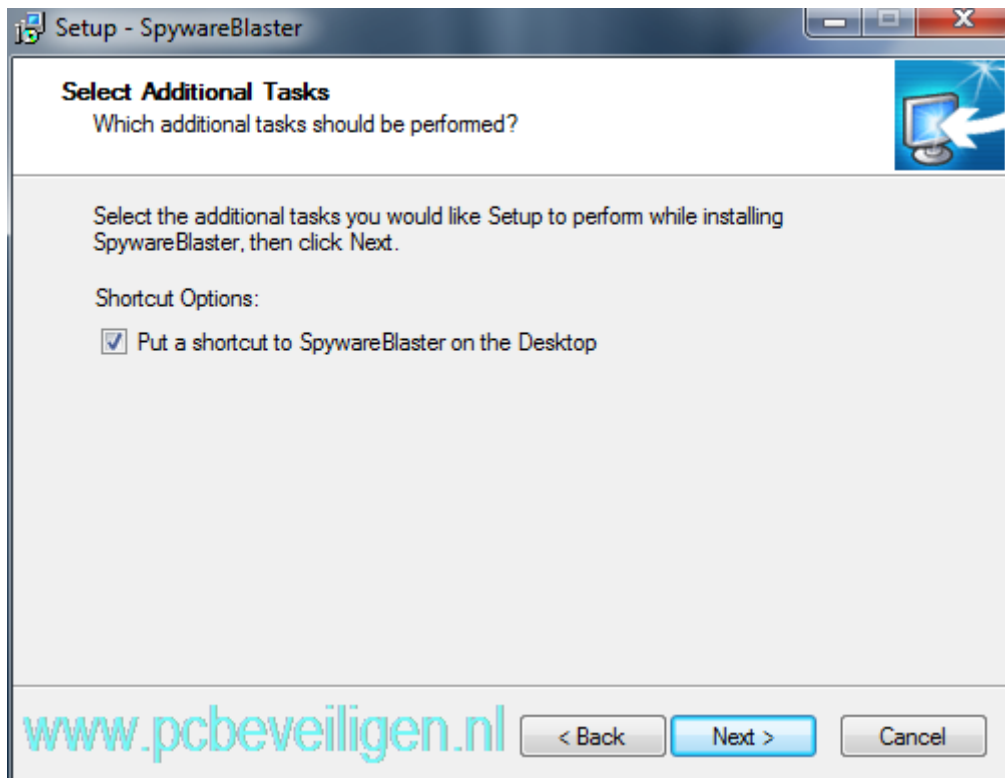 Setup - SpywareBlaster
Select Additional Tasks
Which additional tasks should be performed?
Select the additional tasks you would like Setup to perform while installing
SpywareBlaster, then click Next.
Shortcut Options:
Put a shortcut to SpywareBlaster on the Desktop
www.pcbeveiligen.nl
< Back
Next >
Cancel